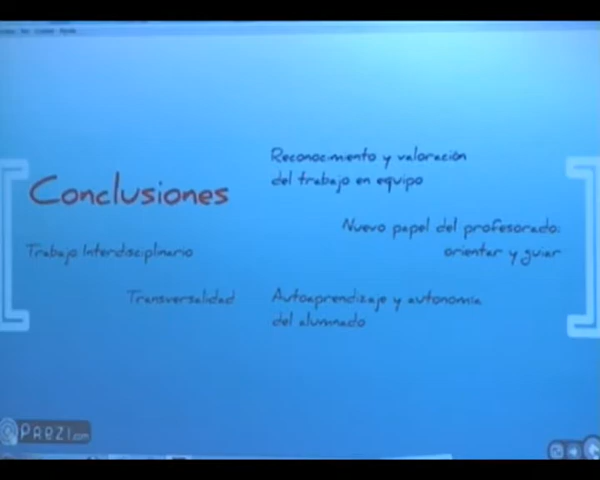 Conclusiones
Trabajo Interdisciplinario
Transversalidad
Reconocimiento y valoración
del trabajo en equipo
Nuevo papel del profesorado:
orientar y guiar
Autoaprendizaje y autonomía
del alumnado
PREZI.com